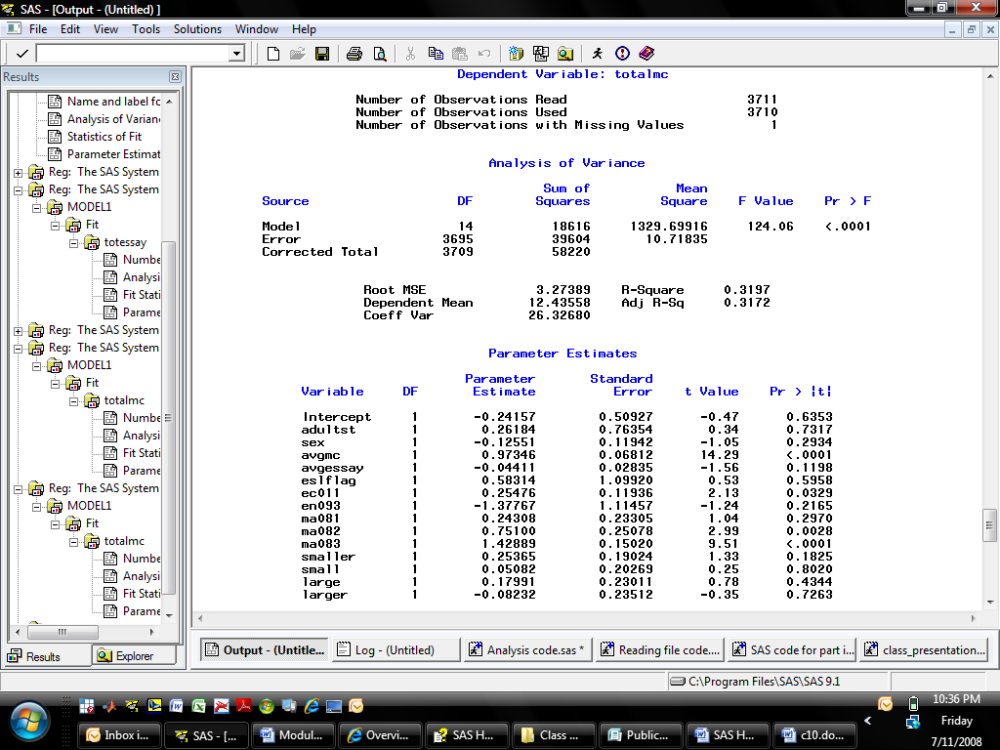 SAS - [Output - (Untitled) ]
File Edit View Tools Solutions Window Help
Results
Name and label fo
Analysis of Varian
Statistics of Fit
Parameter Estimat
Reg: The SAS System
Reg: The SAS System
MODEL1
Fit
totessay
Numbe
Analysi
Fit Stati
Parame
Reg: The SAS System
Reg: The SAS System
MODEL1
Fit
totalmc
Numbe
Analysi
Fit Stati
Parame
Reg: The SAS System
MODEL1
Fit
totalmc
Numbe
Analysi
Fit Stati
Parame
Results Explorer
Dependent Variable: totalmc
Number of Observations Read 3711
Number of Observations Used 3710
Number of Observations with Missing Values 1
Analysis of Variance
Sum of Mean
Source DF Squares Square F Value Pr > F
Model 14 18616 1329.69916 124.06 <.0001
Error 3695 39604 10.71835
Corrected Total 3709 58220
Root MSE 3.27389 R-Square 0.3197
Dependent Mean 12.43558 Adj R-Sq 0.3172
Coeff Var 26.32680
Parameter Estimates
Parameter Standard
Variable DF Estimate Error t Value Pr > |t|
Intercept 1 -0.24157 0.50927 -0.47 0.6353
adultst 1 0.26184 0.76354 0.34 0.7317
sex 1 -0.12551 0.11942 -1.05 0.2934
avgmc 1 0.97346 0.06812 14.29 <.0001
avgessay 1 -0.04411 0.02835 -1.56 0.1198
eslflag 1 0.58314 1.09920 0.53 0.5958
ec011 1 0.25476 0.11936 2.13 0.0329
en093 1 -1.37767 1.11457 -1.24 0.2165
ma081 1 0.24308 0.23305 1.04 0.2970
ma082 1 0.75100 0.25078 2.99 0.0028
ma083 1 1.42889 0.15020 9.51 <.0001
smaller 1 0.25365 0.19024 1.33 0.1825
small 1 0.05082 0.20269 0.25 0.8020
large 1 0.17991 0.23011 0.78 0.4344
larger 1 -0.08232 0.23512 -0.35 0.7263
Output - (Untitle... Log - (Untitled) Analysis code.sas * Reading file code.... SAS code for part i... class_presentation...
C:\Program Files\SAS\SAS 9.1
10:36 PM
Friday
7/11/2008
Inbox i... SAS - [... Modul... Overvi... SAS H... Class ... Public... SAS H... c10.do...